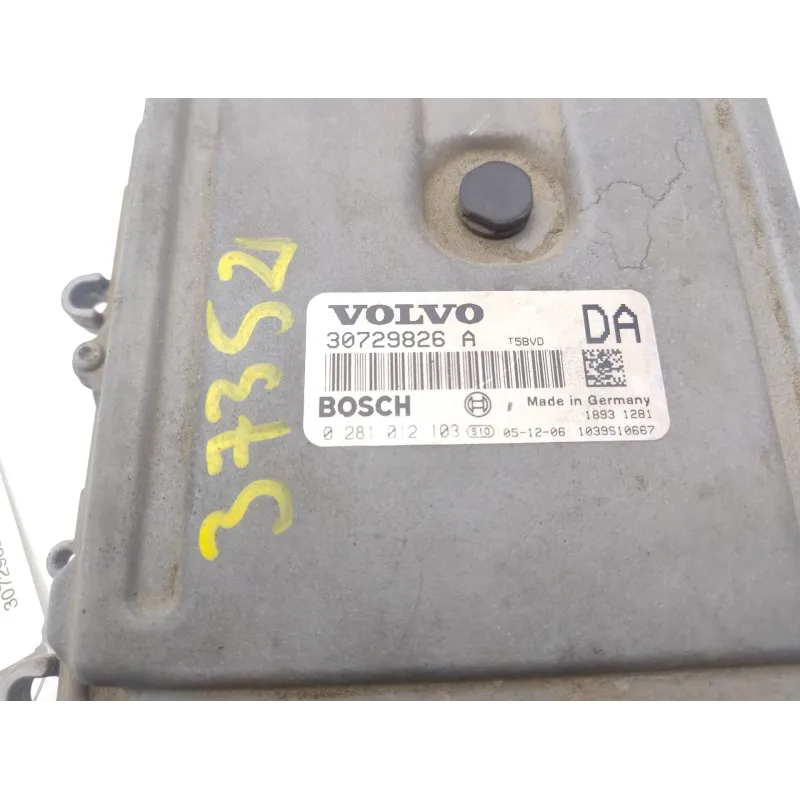 37352
VOLVO
30729826 A T5BVD DA
BOSCH Made in Germany
1893 1281
0 281 012 103 S10 05-12-06 1039S10667